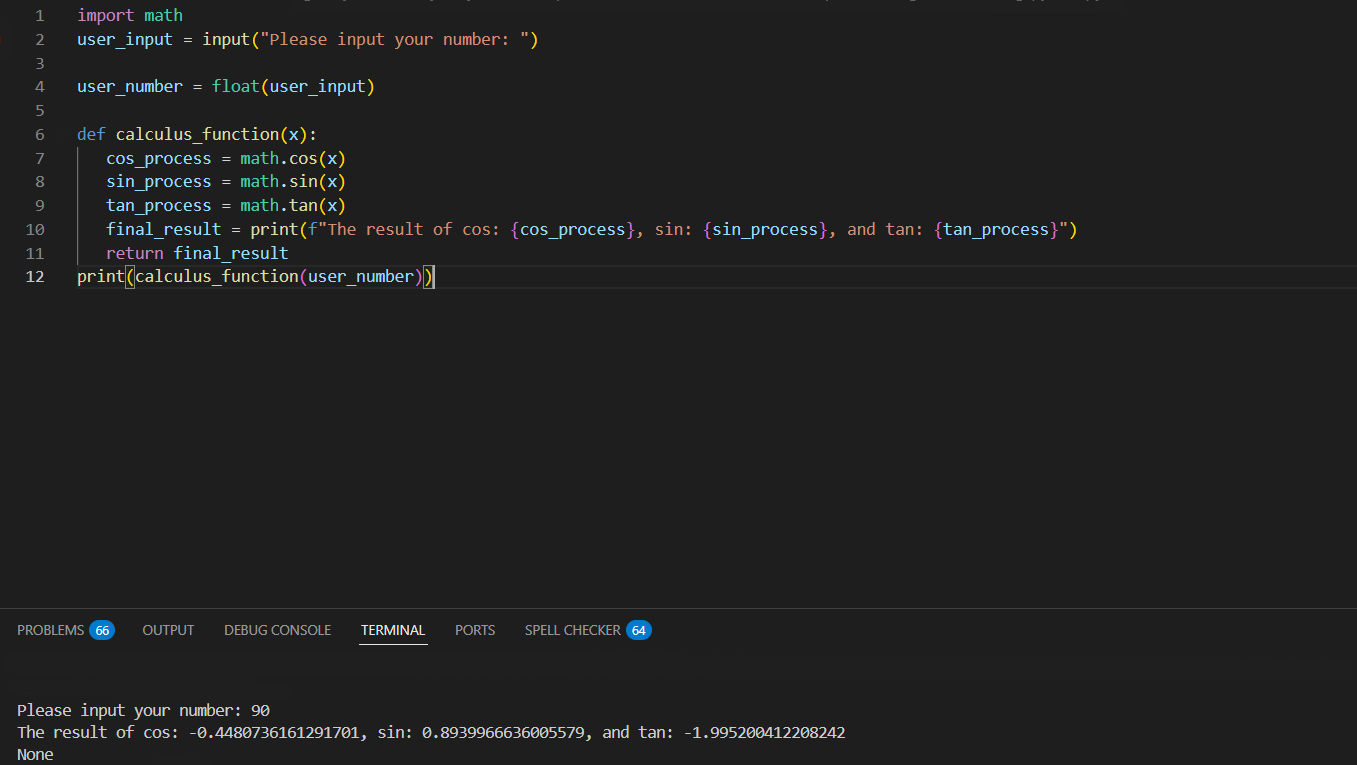 1 import math
2 user_input = input("Please input your number: ")
3
4 user_number = float(user_input)
5
6 def calculus_function(x):
7    cos_process = math.cos(x)
8    sin_process = math.sin(x)
9    tan_process = math.tan(x)
10    final_result = print(f"The result of cos: {cos_process}, sin: {sin_process}, and tan: {tan_process}")
11    return final_result
12 print(calculus_function(user_number))
PROBLEMS 66 OUTPUT DEBUG CONSOLE TERMINAL PORTS SPELL CHECKER 64
Please input your number: 90
The result of cos: -0.4480736161291701, sin: 0.8939966636005579, and tan: -1.995200412208242
None